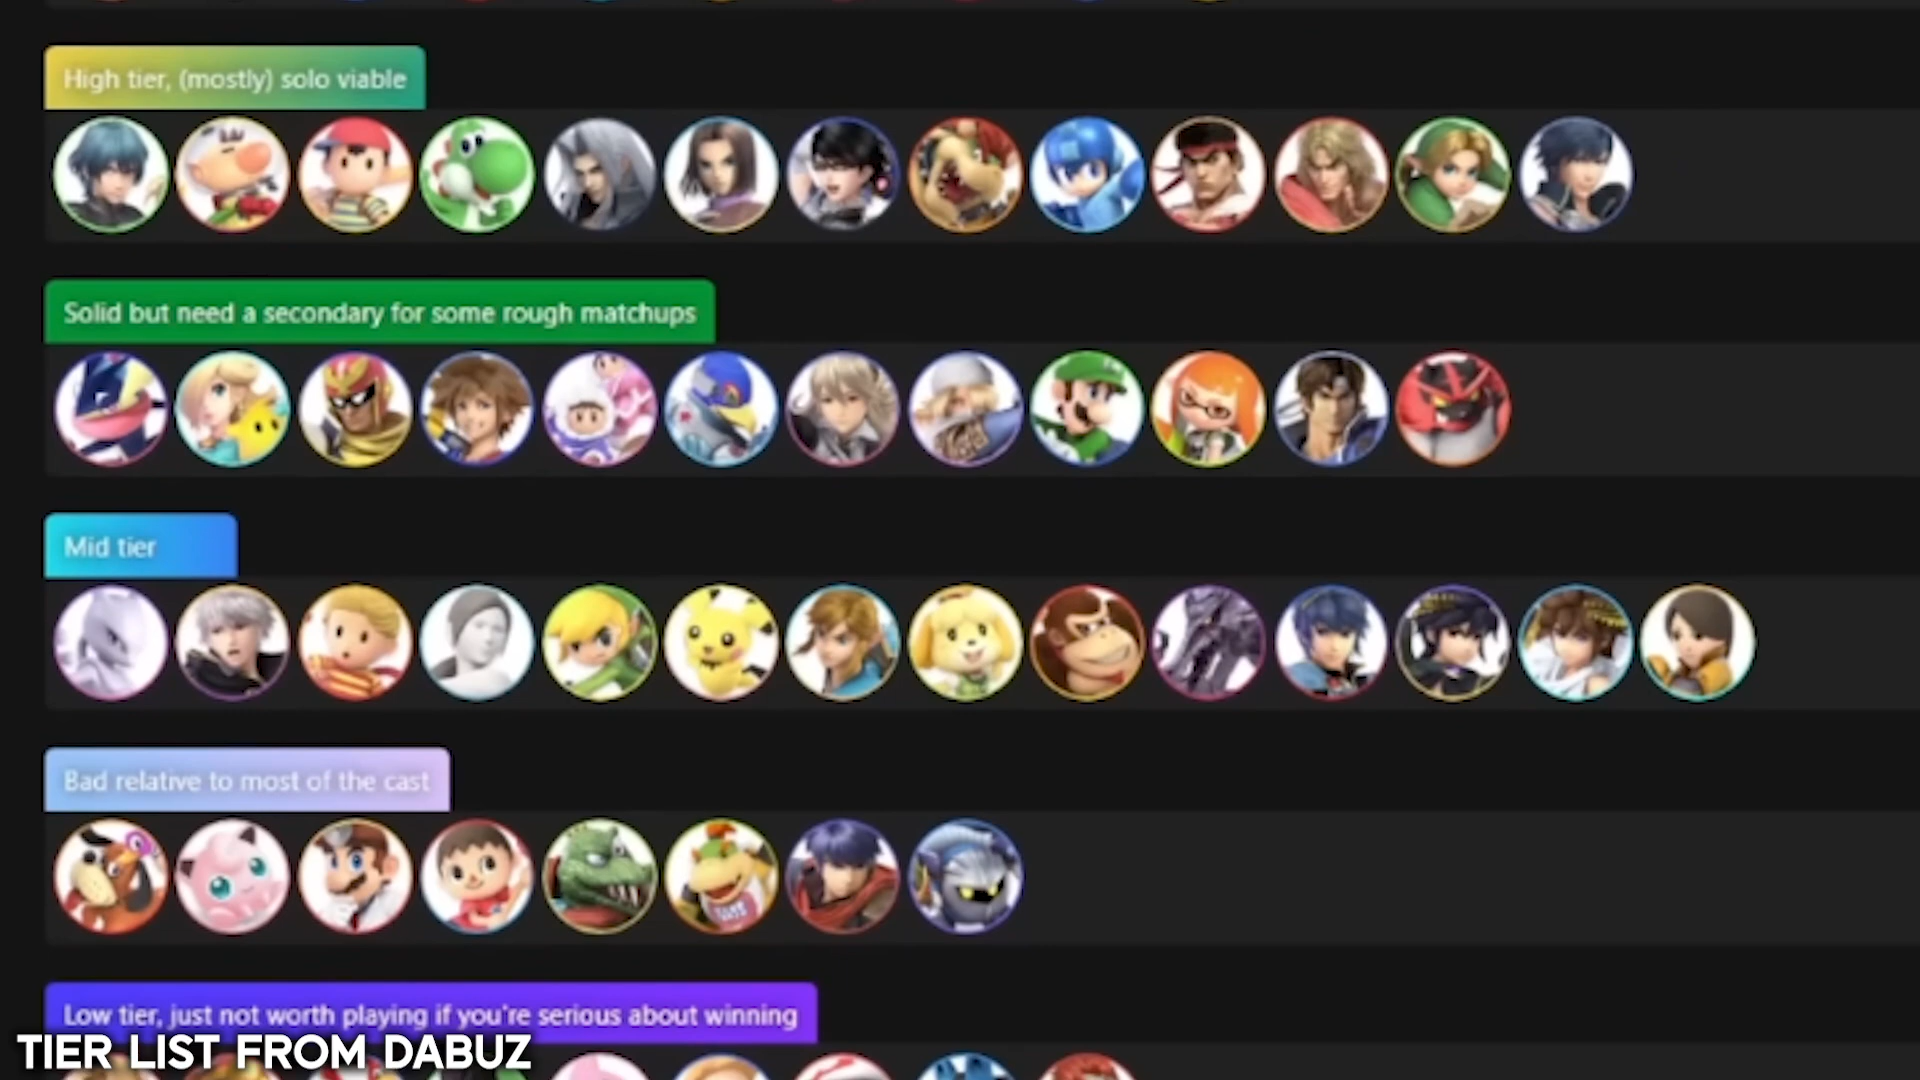 High tier, (mostly) solo viable
Solid but need a secondary for some rough matchups
Mid tier
Bad relative to most of the cast
Low tier, just not worth playing if you're serious about winning
TIER LIST FROM DABUZ